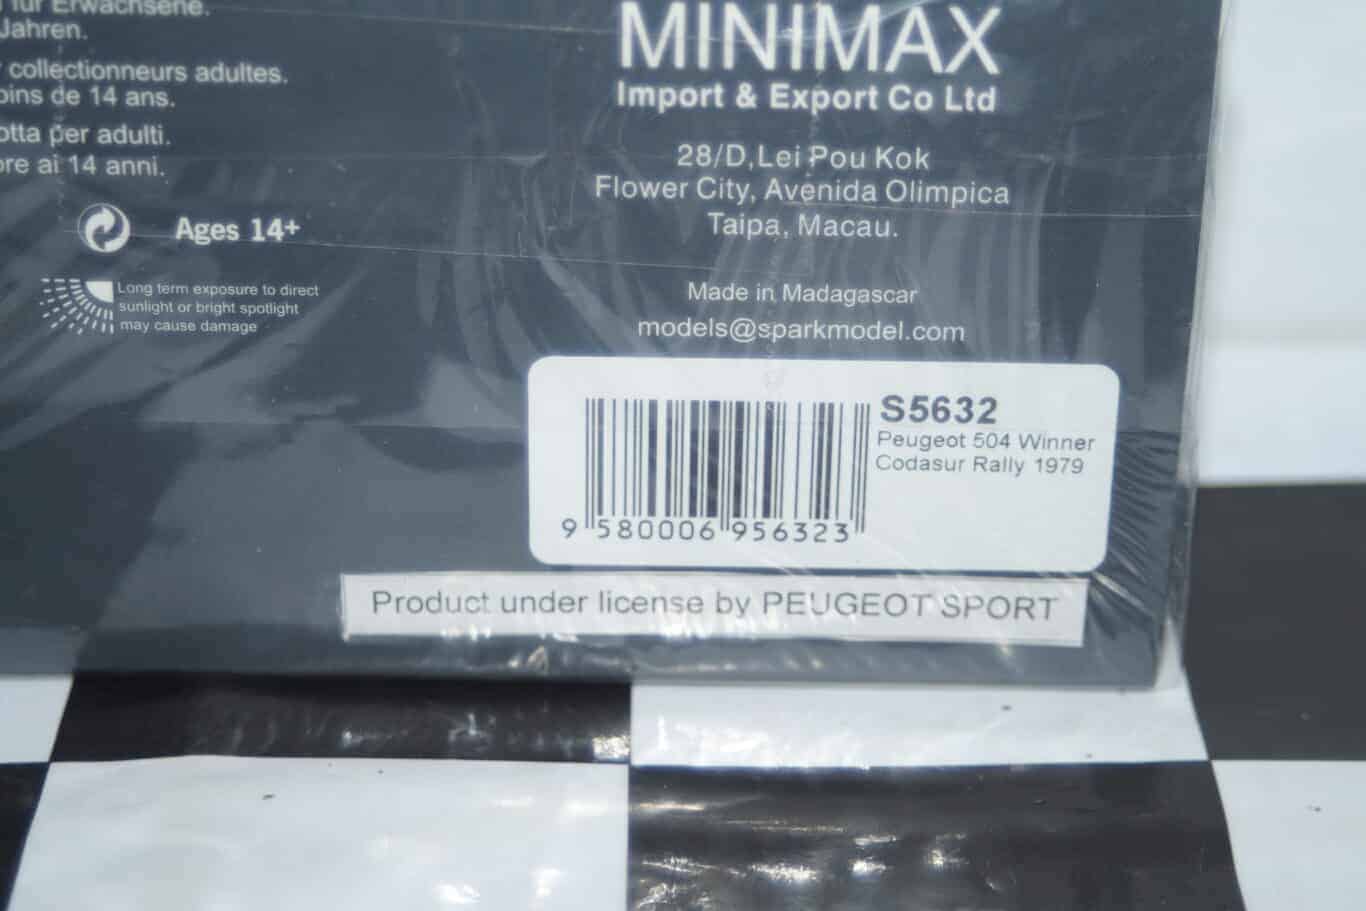 für Erwachsene.
Jahren.
collectionneurs adultes.
de 14 ans.
per adulti.
ai 14 anni.
Ages 14+
Long term exposure to direct
sunlight or bright spotlight
may cause damage
MINIMAX
Import & Export Co Ltd
28/D,Lei Pou Kok
Flower City, Avenida Olimpica
Taipa, Macau.
Made in Madagascar
models@sparkmodel.com
S5632
Peugeot 504 Winner
Codasur Rally 1979
9 580006 956323
Product under license by PEUGEOT SPORT